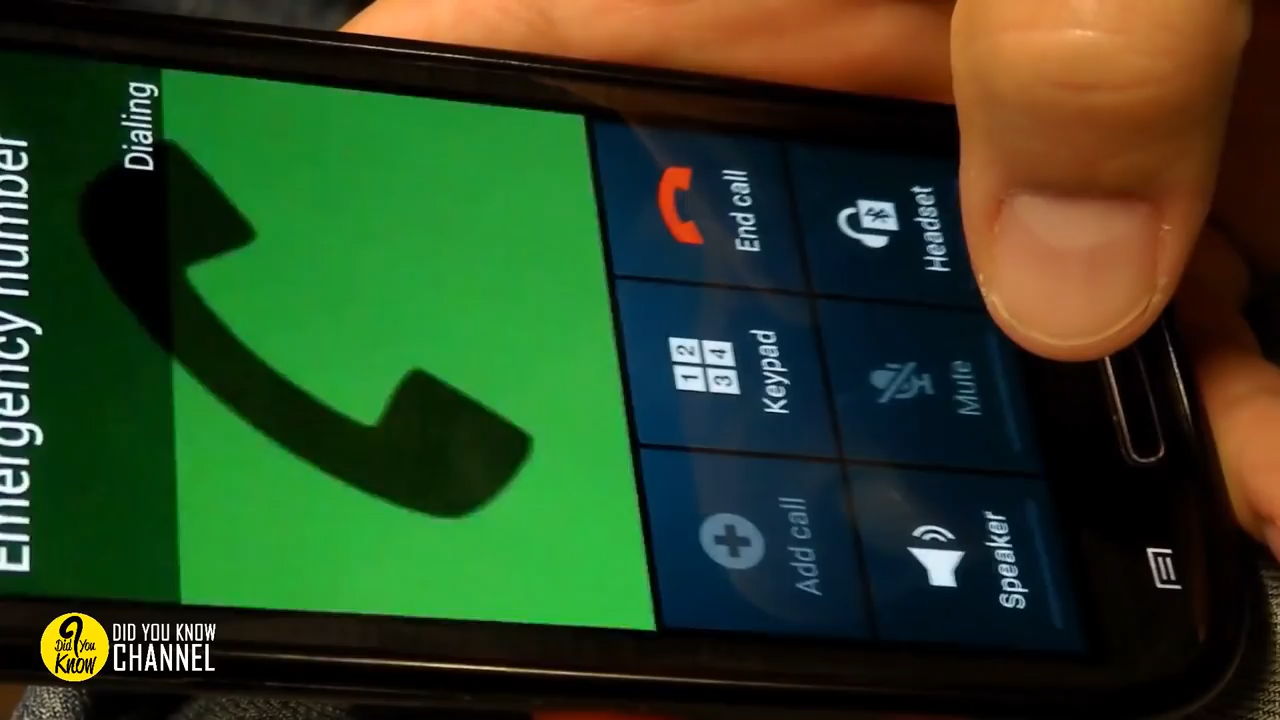 Emergency number
Dialing
Add call
1 2
3 4
Keypad
End call
Speaker
Mute
Headset
Did You Know
DID YOU KNOW
CHANNEL